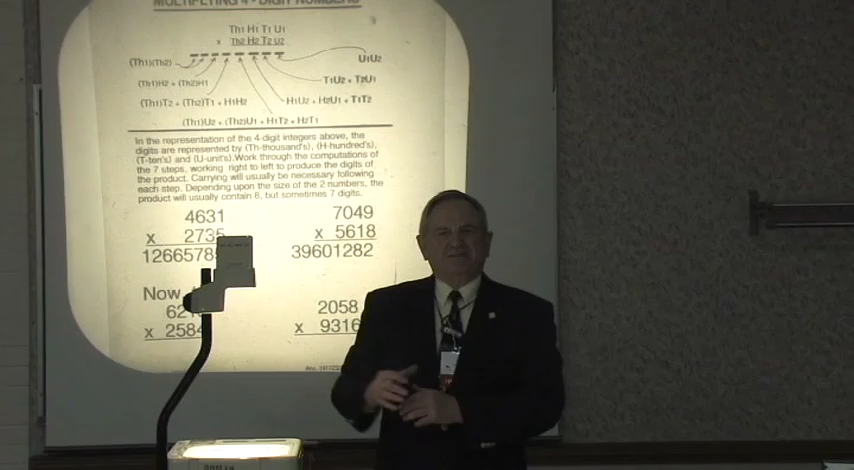 MULTIPLYING 4 - DIGIT NUMBERS
Th1 H1 T1 U1
x Th2 H2 T2 U2
(Th1)(Th2)
U1U2
(Th1)H2 + (Th2)H1
T1U2 + T2U1
(Th1)T2 + (Th2)T1 + H1H2
H1U2 + H2U1 + T1T2
(Th1)U2 + (Th2)U1 + H1T2 + H2T1
In the representation of the 4-digit integers above, the
digits are represented by (Th-thousand's), (H-hundred's),
(T-ten's) and (U-unit's).Work through the computations of
the 7 steps, working right to left to produce the digits of
the product. Carrying will usually be necessary following
each step. Depending upon the size of the 2 numbers, the
product will usually contain 8, but sometimes 7 digits.
4631 7049
x 2735 x 5618
1266578 39601282
Now
62 2058
x 2584 x 9316